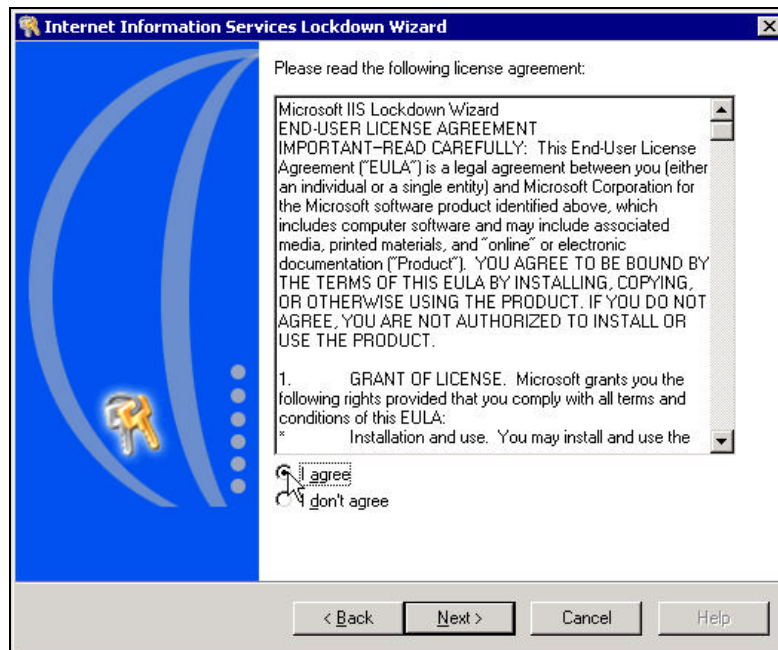 Internet Information Services Lockdown Wizard
Please read the following license agreement:
Microsoft IIS Lockdown Wizard
END-USER LICENSE AGREEMENT
IMPORTANT-READ CAREFULLY:  This End-User License
Agreement ("EULA") is a legal agreement between you (either
an individual or a single entity) and Microsoft Corporation for
the Microsoft software product identified above, which
includes computer software and may include associated
media, printed materials, and "online" or electronic
documentation ("Product").  YOU AGREE TO BE BOUND BY
THE TERMS OF THIS EULA BY INSTALLING, COPYING,
OR OTHERWISE USING THE PRODUCT. IF YOU DO NOT
AGREE, YOU ARE NOT AUTHORIZED TO INSTALL OR
USE THE PRODUCT.
1. GRANT OF LICENSE.  Microsoft grants you the
following rights provided that you comply with all terms and
conditions of this EULA:
* Installation and use.  You may install and use the
I agree
I don't agree
< Back Next > Cancel Help